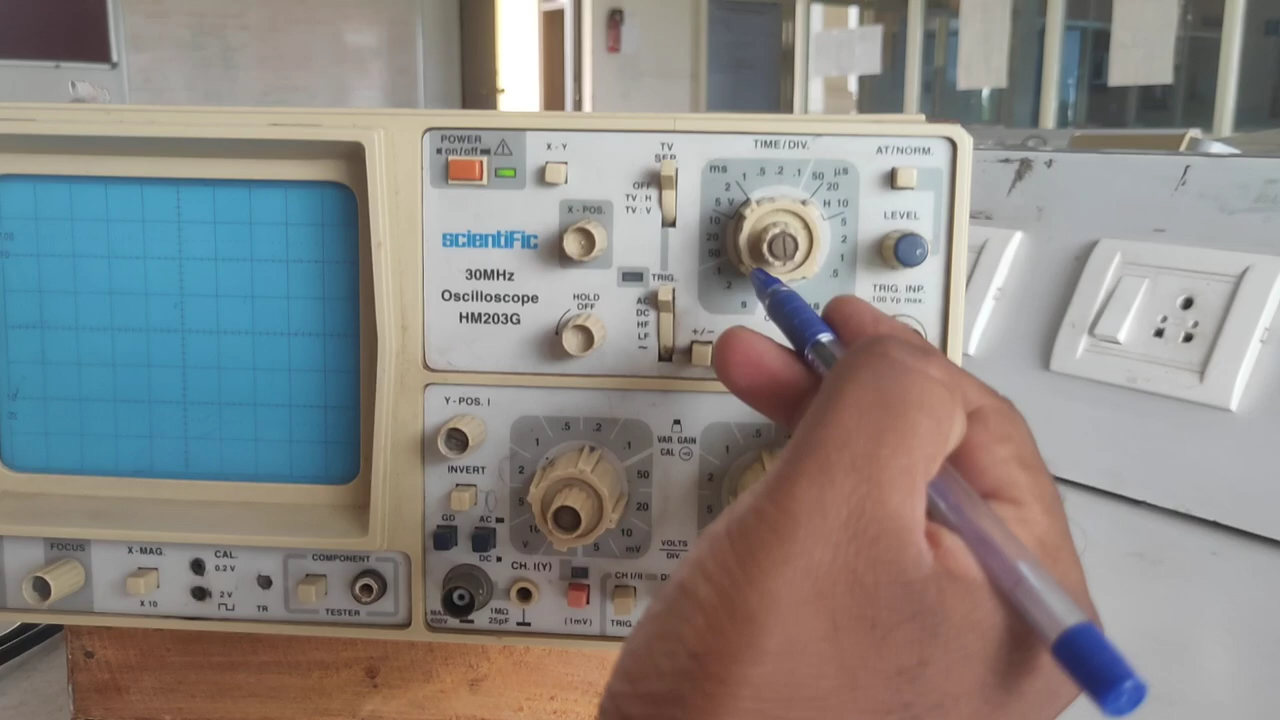 POWER
on/off
X - Y
TV
SEP.
OFF
TV : H
TV : V
X - POS.
scientiFic
30MHz
Oscilloscope
HM203G
HOLD
OFF
TRIG.
AC
DC
HF
LF
~
+/−
TIME/DIV.
ms
µs
.5 .2 .1
1
2
5
10
20
50
.1
.2
s
50
20
10
5
2
1
.5
V
H
AT/NORM.
LEVEL
TRIG. INP.
100 Vp max.
Y-POS. I
INVERT
GD
AC
DC
.5 .2
1
2
5
10
V
.1
50
20
10
mV
5
VAR. GAIN
CAL
VOLTS
DIV.
.5
1
2
5
CH. I(Y)
1MΩ
25pF
(1mV)
CH I/II
TRIG
100
FOCUS
X-MAG.
X 10
CAL.
0.2 V
2 V
TR
COMPONENT
TESTER